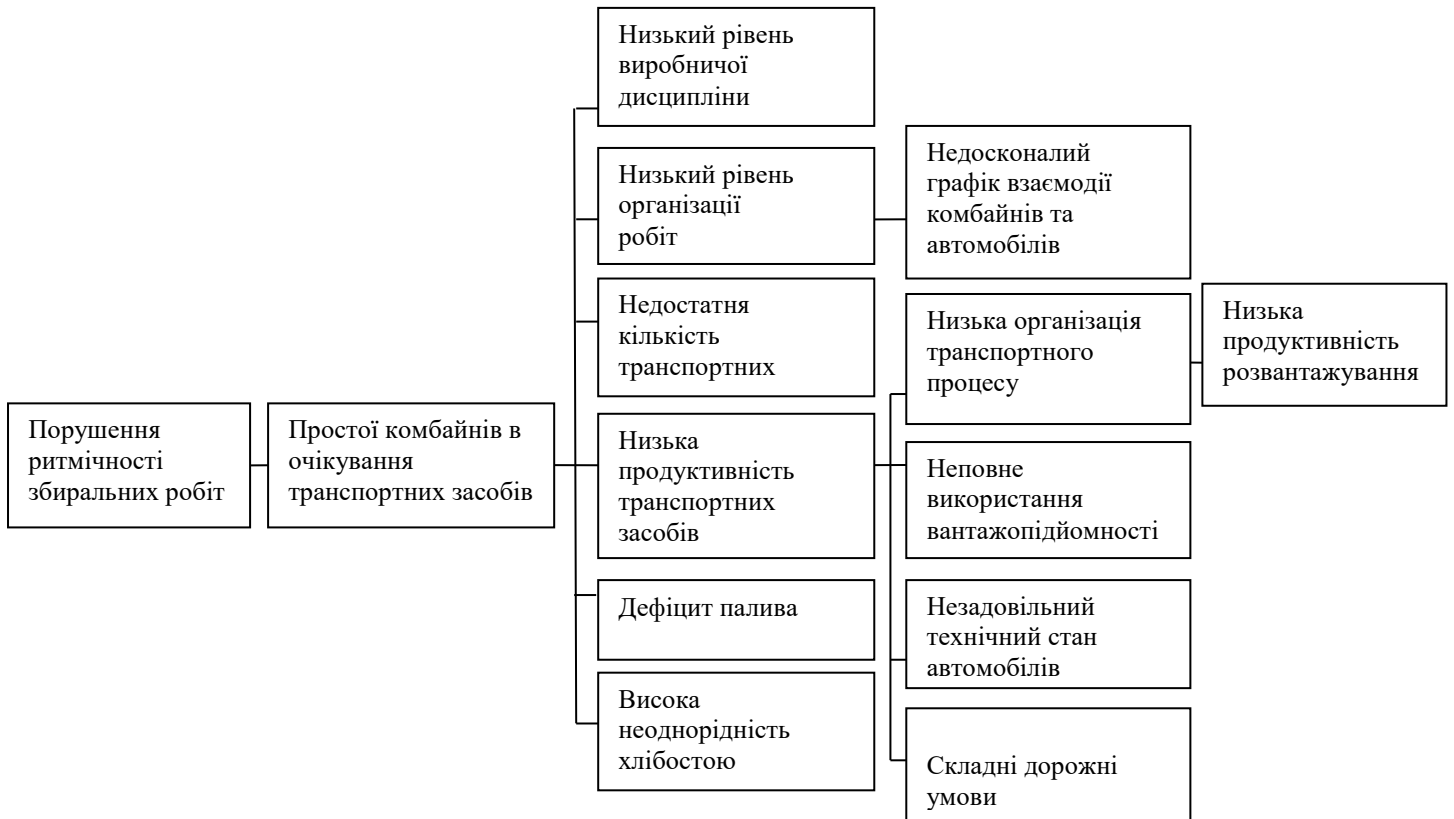 Низький рівень
виробничої
дисципліни
Низький рівень
організації
робіт
Недосконалий
графік взаємодії
комбайнів та
автомобілів
Недостатня
кількість
транспортних
Низька організація
транспортного
процесу
Низька
продуктивність
розвантажування
Порушення
ритмічності
збиральних робіт
Простої комбайнів в
очікування
транспортних засобів
Низька
продуктивність
транспортних
засобів
Неповне
використання
вантажопідйомності
Дефіцит палива
Незадовільний
технічний стан
автомобілів
Висока
неоднорідність
хлібостою
Складні дорожні
умови